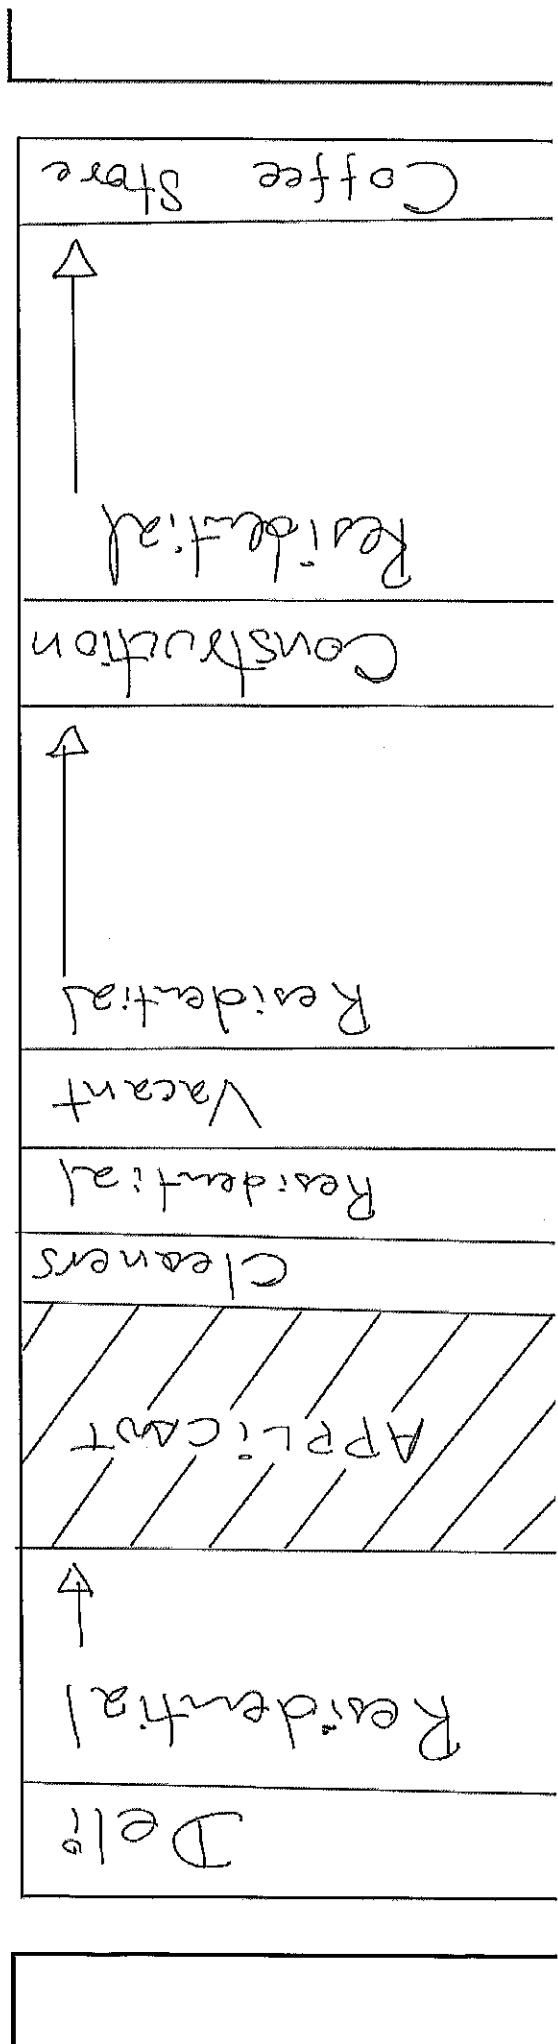 Deli
Residential
APPLiCANT
Cleaners
Residential
Vacant
Residential
Construction
Residential
Coffee Store